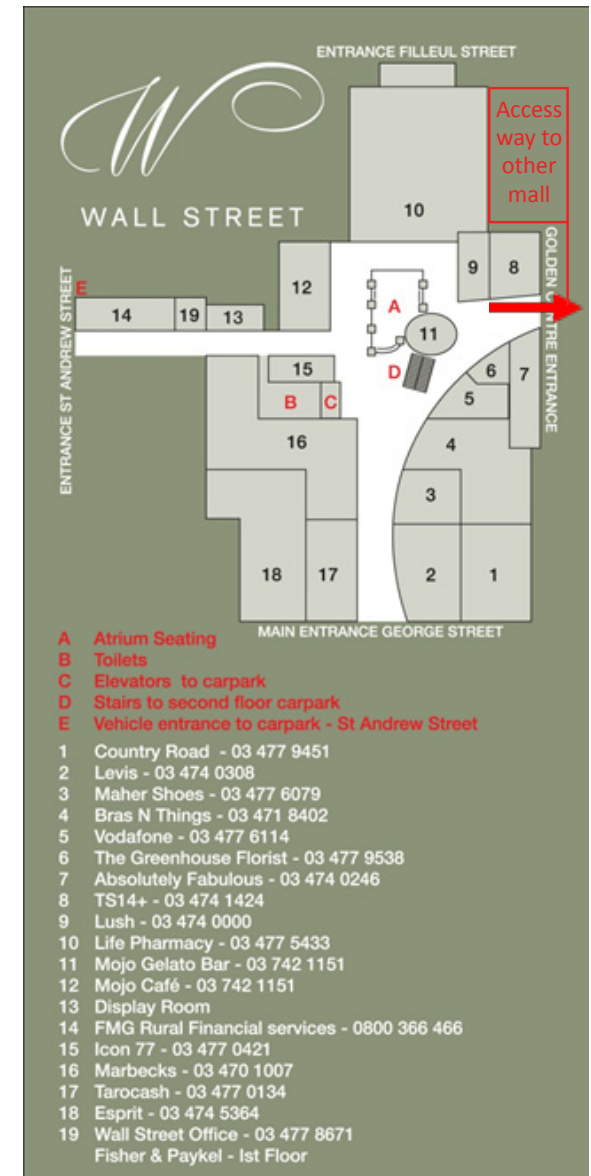 ENTRANCE FILLEUL STREET
W
WALL STREET
Access
way to
other
mall
10
GOLDEN CENTRE ENTRANCE
9
8
12
A
11
ENTRANCE ST ANDREW STREET
E
14
19
13
D
6
7
15
B
C
5
16
4
3
18
17
2
1
MAIN ENTRANCE GEORGE STREET
A Atrium Seating
B Toilets
C Elevators to carpark
D Stairs to second floor carpark
E Vehicle entrance to carpark - St Andrew Street
1 Country Road - 03 477 9451
2 Levis - 03 474 0308
3 Maher Shoes - 03 477 6079
4 Bras N Things - 03 471 8402
5 Vodafone - 03 477 6114
6 The Greenhouse Florist - 03 477 9538
7 Absolutely Fabulous - 03 474 0246
8 TS14+ - 03 474 1424
9 Lush - 03 474 0000
10 Life Pharmacy - 03 477 5433
11 Mojo Gelato Bar - 03 742 1151
12 Mojo Café - 03 742 1151
13 Display Room
14 FMG Rural Financial services - 0800 366 466
15 Icon 77 - 03 477 0421
16 Marbecks - 03 470 1007
17 Tarocash - 03 477 0134
18 Esprit - 03 474 5364
19 Wall Street Office - 03 477 8671
Fisher & Paykel - Ist Floor